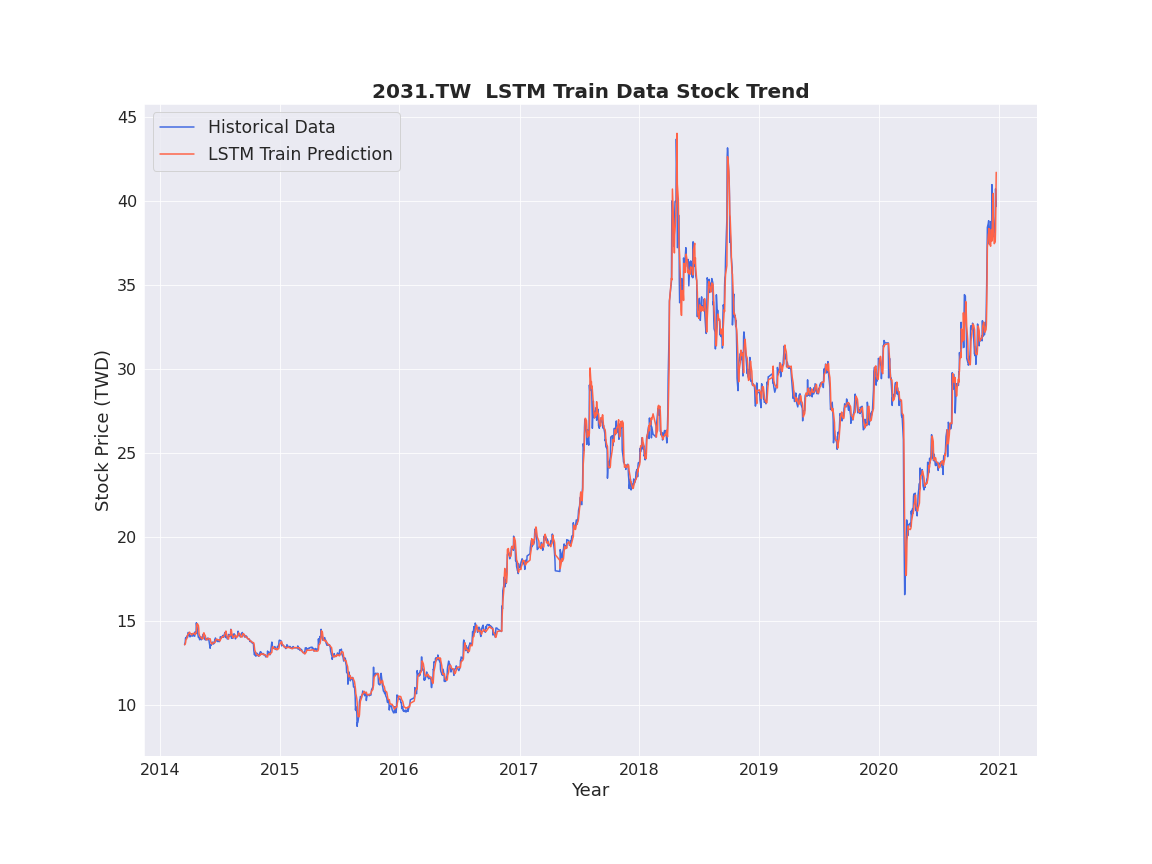 2031.TW  LSTM Train Data Stock Trend
45
Historical Data
LSTM Train Prediction
40
35
30
25
20
15
10
Stock Price (TWD)
2014 2015 2016 2017 2018 2019 2020 2021
Year